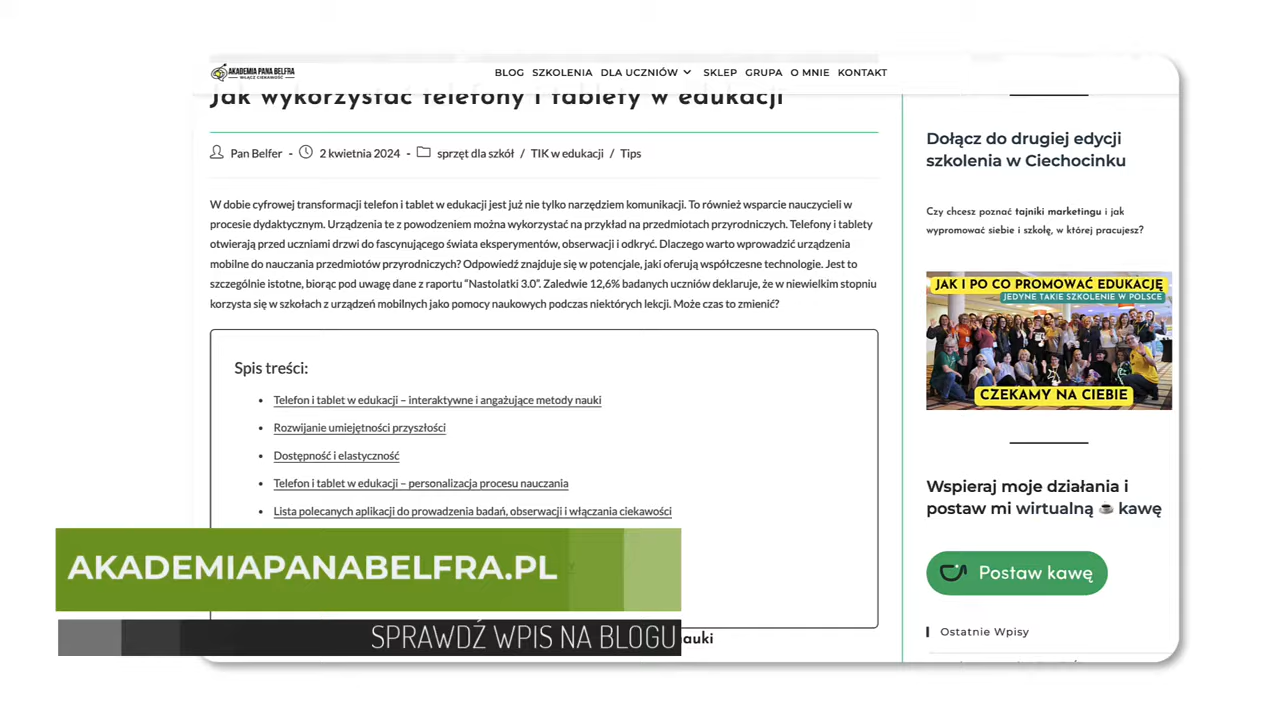 AKADEMIA PANA BELFRA
WŁĄCZ CIEKAWOŚĆ
BLOG SZKOLENIA DLA UCZNIÓW SKLEP GRUPA O MNIE KONTAKT
Jak wykorzystać telefony i tablety w edukacji
Pan Belfer - 2 kwietnia 2024 - sprzęt dla szkół / TIK w edukacji / Tips
W dobie cyfrowej transformacji telefon i tablet w edukacji jest już nie tylko narzędziem komunikacji. To również wsparcie nauczycieli w
procesie dydaktycznym. Urządzenia te z powodzeniem można wykorzystać na przykład na przedmiotach przyrodniczych. Telefony i tablety
otwierają przed uczniami drzwi do fascynującego świata eksperymentów, obserwacji i odkryć. Dlaczego warto wprowadzić urządzenia
mobilne do nauczania przedmiotów przyrodniczych? Odpowiedź znajduje się w potencjale, jaki oferują współczesne technologie. Jest to
szczególnie istotne, biorąc pod uwagę dane z raportu “Nastolatki 3.0”. Zaledwie 12,6% badanych uczniów deklaruje, że w niewielkim stopniu
korzysta się w szkołach z urządzeń mobilnych jako pomocy naukowych podczas niektórych lekcji. Może czas to zmienić?
Spis treści:
Telefon i tablet w edukacji – interaktywne i angażujące metody nauki
Rozwijanie umiejętności przyszłości
Dostępność i elastyczność
Telefon i tablet w edukacji – personalizacja procesu nauczania
Lista polecanych aplikacji do prowadzenia badań, obserwacji i włączania ciekawości
AKADEMIAPANABELFRA.PL
SPRAWDŹ WPIS NA BLOGU
Dołącz do drugiej edycji
szkolenia w Ciechocinku
Czy chcesz poznać tajniki marketingu i jak
wypromować siebie i szkołę, w której pracujesz?
JAK I PO CO PROMOWAĆ EDUKACJĘ
JEDYNE TAKIE SZKOLENIE W POLSCE
CZEKAMY NA CIEBIE
Wspieraj moje działania i
postaw mi wirtualną ☕ kawę
Postaw kawę
Ostatnie Wpisy